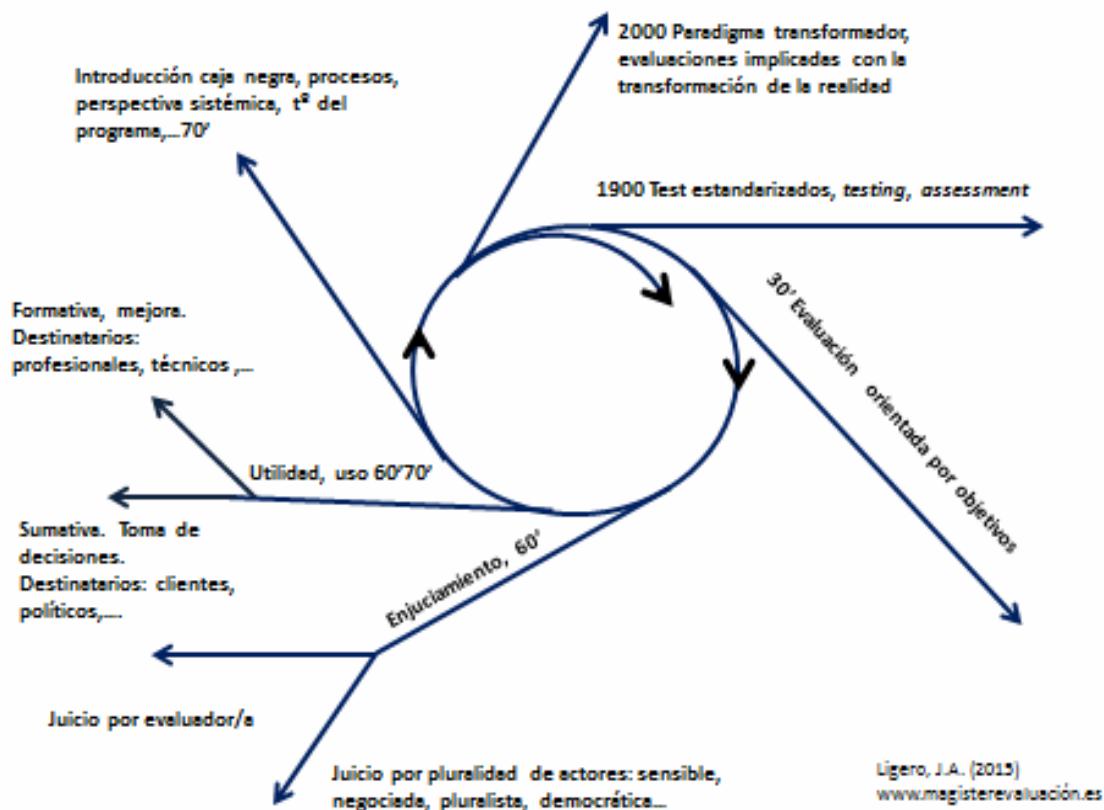 2000 Paradigma transformador,
evaluaciones implicadas con la
transformación de la realidad
Introducción caja negra, procesos,
perspectiva sistémica, tª del
programa,...70’
1900 Test estandarizados, testing, assessment
30’ Evaluación orientada por objetivos
Formativa, mejora.
Destinatarios:
profesionales, técnicos ,...
Utilidad, uso 60’70’
Sumativa. Toma de
decisiones.
Destinatarios: clientes,
políticos,....
Enjuciamiento, 60’
Juicio por evaluador/a
Juicio por pluralidad de actores: sensible,
negociada, pluralista, democrática...
Ligero, J.A. (2015)
www.magisterevaluación.es